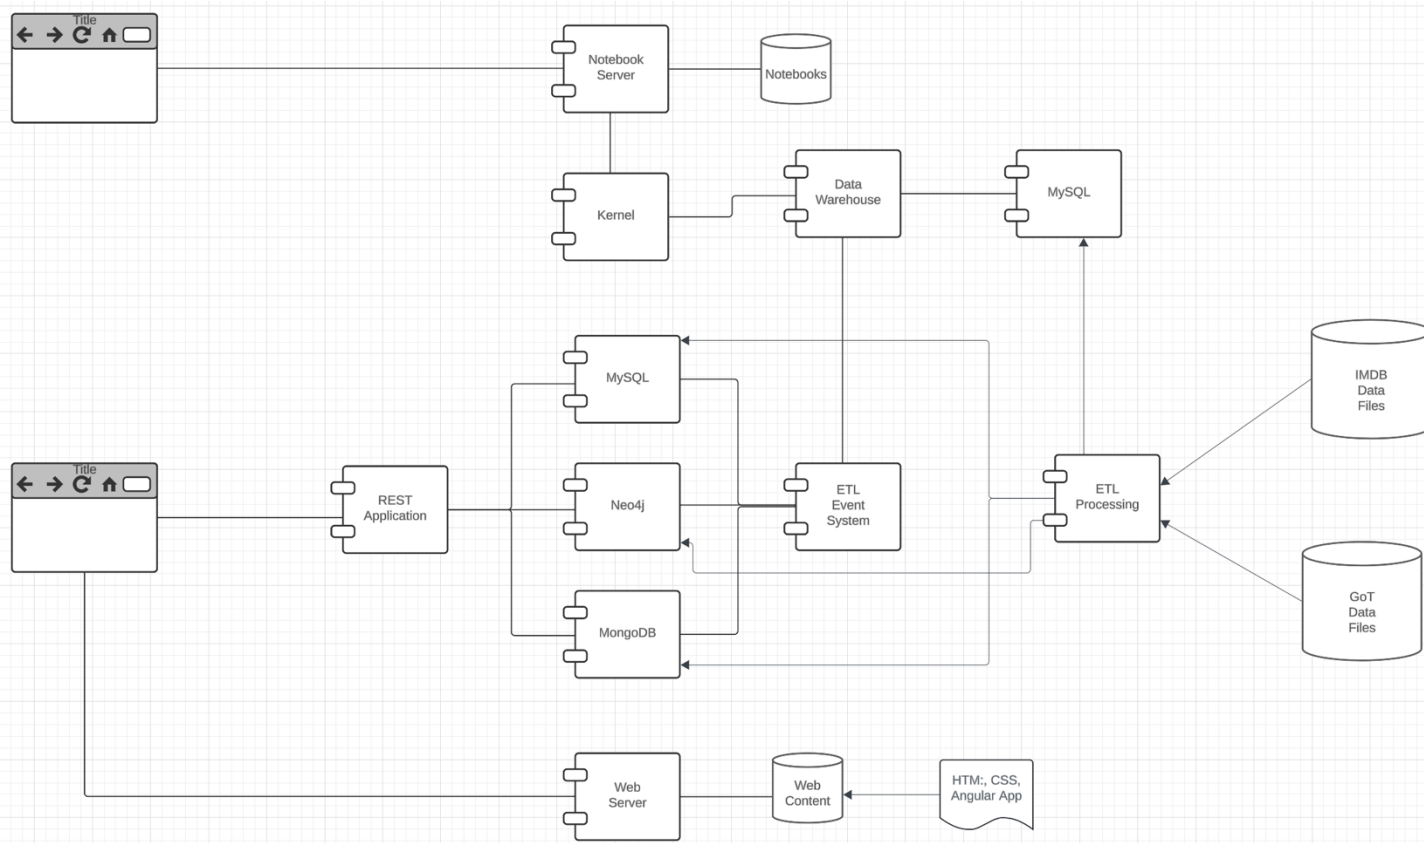 Title
Notebook
Server
Notebooks
Data
Warehouse
MySQL
Kernel
MySQL
IMDB
Data
Files
Title
REST
Application
Neo4j
ETL
Event
System
ETL
Processing
MongoDB
GoT
Data
Files
Web
Server
Web
Content
HTM:, CSS,
Angular App